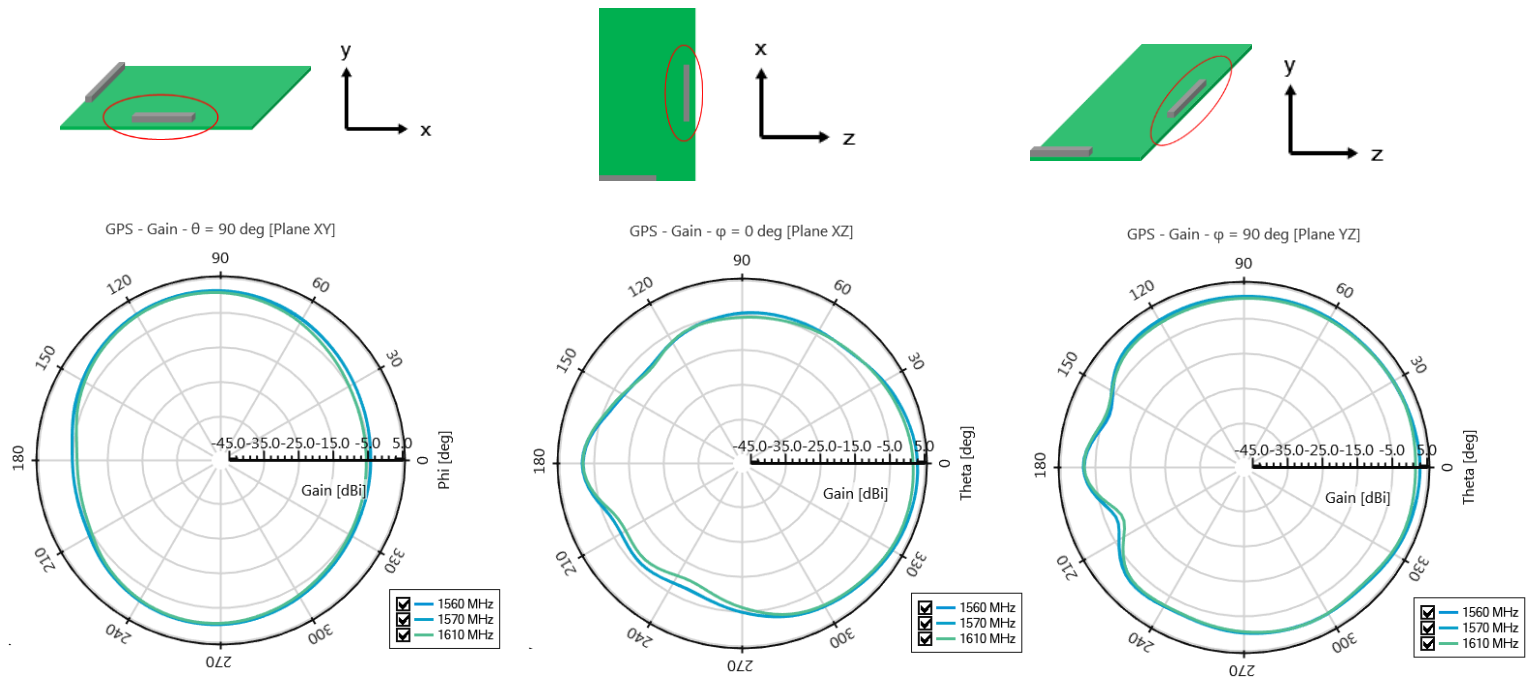 y
x
x
z
y
z
GPS - Gain - θ = 90 deg [Plane XY]
90
120
60
150
30
180
-45.0-35.0-25.0-15.0 -5.0 5.0
0
Phi [deg]
Gain [dBi]
210
330
240
300
270
1560 MHz
1570 MHz
1610 MHz
GPS - Gain - φ = 0 deg [Plane XZ]
90
120
60
150
30
180
-45.0-35.0-25.0-15.0 -5.0 5.0
0
Theta [deg]
Gain [dBi]
210
330
240
300
270
1560 MHz
1570 MHz
1610 MHz
GPS - Gain - φ = 90 deg [Plane YZ]
90
120
60
150
30
180
-45.0-35.0-25.0-15.0 -5.0 5.0
0
Theta [deg]
Gain [dBi]
210
330
240
300
270
1560 MHz
1570 MHz
1610 MHz